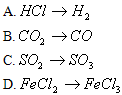 A. HCl → H₂
B. CO₂ → CO
C. SO₂ → SO₃
D. FeCl₂ → FeCl₃